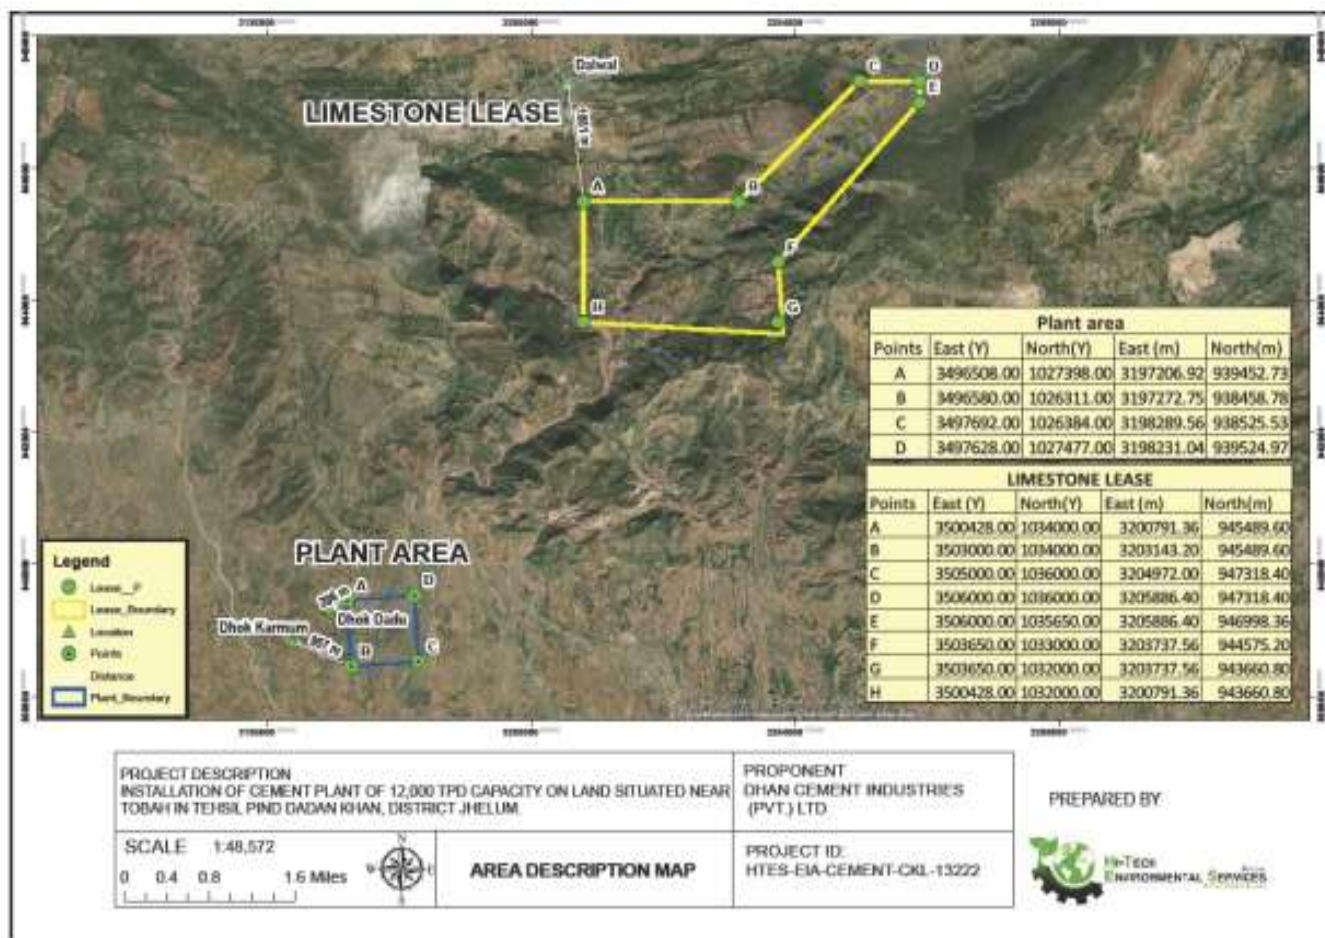 Dalwal
LIMESTONE LEASE
A
B
C
D
E
F
G
H
Plant area
Points East (Y) North(Y) East (m) North(m)
A 3496508.00 1027398.00 3197206.92 939452.73
B 3496580.00 1026311.00 3197272.75 938458.78
C 3497692.00 1026384.00 3198289.56 938525.53
D 3497628.00 1027477.00 3198231.04 939524.97
LIMESTONE LEASE
Points East (Y) North(Y) East (m) North(m)
A 3500428.00 1034000.00 3200791.36 945489.60
B 3503000.00 1034000.00 3203143.20 945489.60
C 3505000.00 1036000.00 3204972.00 947318.40
D 3506000.00 1036000.00 3205886.40 947318.40
E 3506000.00 1035650.00 3205886.40 946998.36
F 3503650.00 1033000.00 3203737.56 944575.20
G 3503650.00 1032000.00 3203737.56 943660.80
H 3500428.00 1032000.00 3200791.36 943660.80
PLANT AREA
A
D
Dhok Dadu
Dhok Karmum
B
C
Legend
Lease_P
Lease_Boundary
Location
Points
Distance
Plant_Boundary
PROJECT DESCRIPTION
INSTALLATION OF CEMENT PLANT OF 12,000 TPD CAPACITY ON LAND SITUATED NEAR
TOBAH IN TEHSIL PIND DADAN KHAN, DISTRICT JHELUM.
PROPONENT
DHAN CEMENT INDUSTRIES
(PVT.) LTD
SCALE 1:48,572
0 0.4 0.8 1.6 Miles
N
W E
AREA DESCRIPTION MAP
PROJECT ID:
HTES-EIA-CEMENT-CKL-13222
PREPARED BY
HI-TECH
ENVIRONMENTAL SERVICES